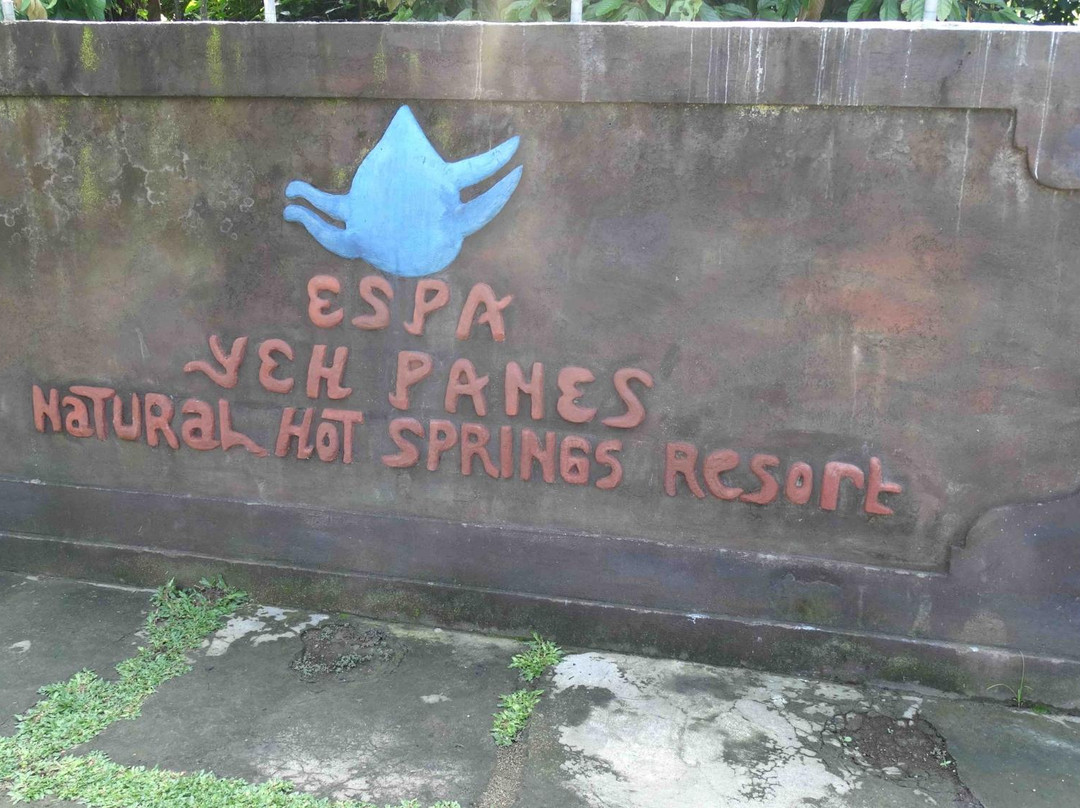 ESPA
YEH PANES
NaTURaL HOT SPRINGS ResorT